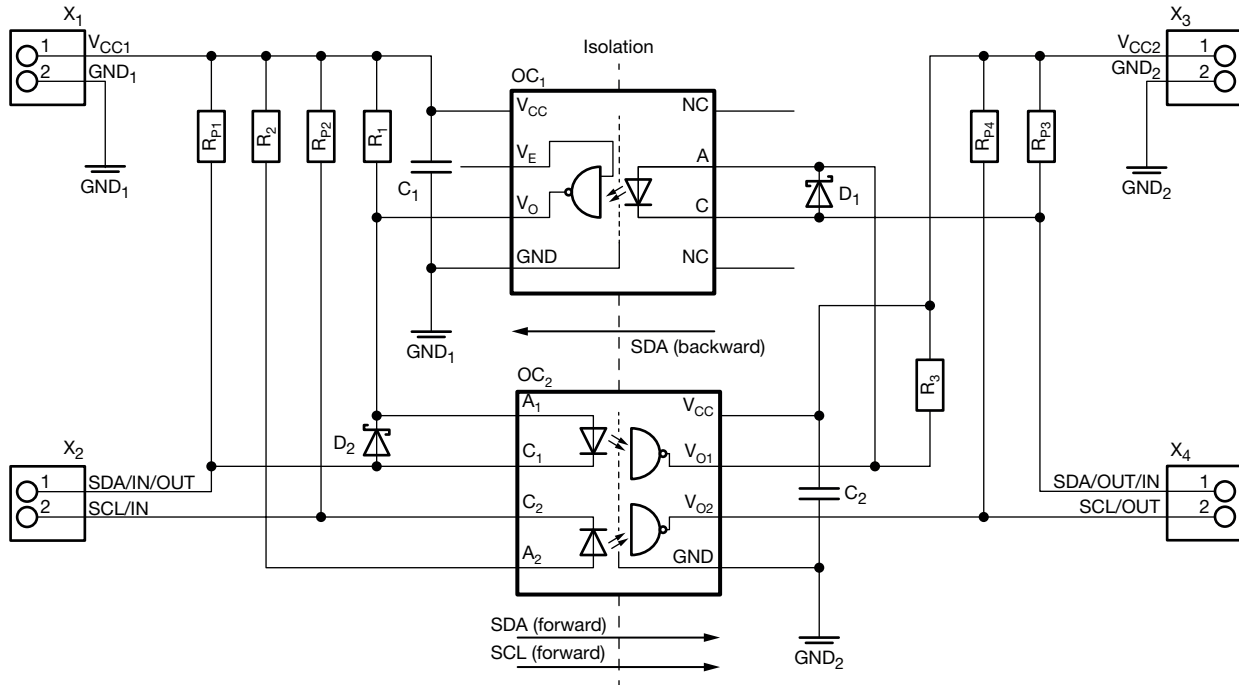 X1
1
VCC1
2
GND1
GND1
RP1
R2
RP2
R1
C1
GND1
Isolation
OC1
VCC
VE
VO
GND
NC
A
C
NC
D1
SDA (backward)
X3
VCC2
1
GND2
2
GND2
RP4
RP3
R3
OC2
A1
C1
C2
A2
VCC
VO1
VO2
GND
D2
C2
GND2
X2
1
SDA/IN/OUT
2
SCL/IN
X4
SDA/OUT/IN
1
SCL/OUT
2
SDA (forward)
SCL (forward)